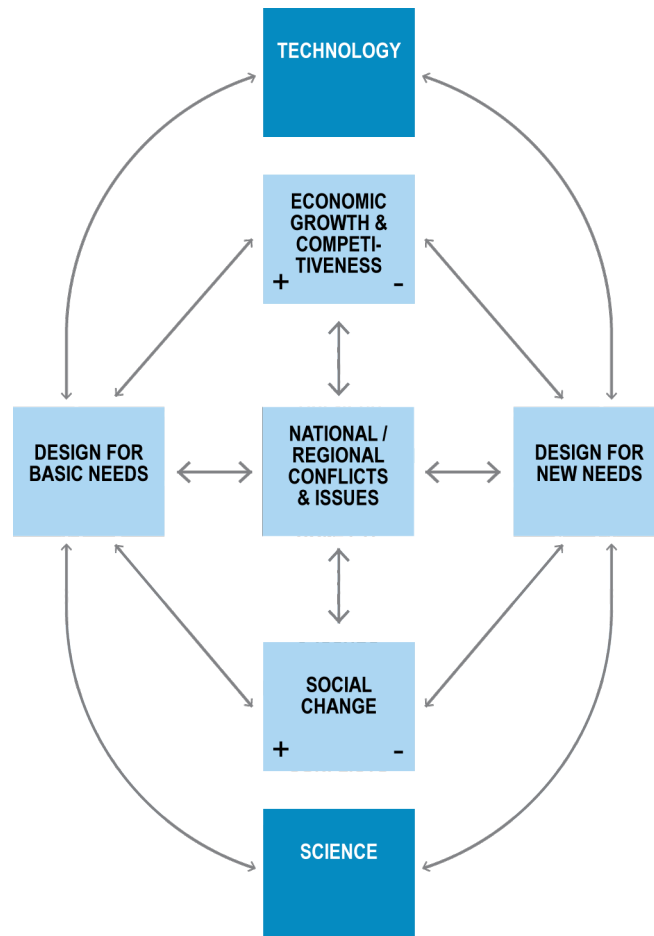 TECHNOLOGY
ECONOMIC
GROWTH &
COMPETI-
TIVENESS
+ -
DESIGN FOR
BASIC NEEDS
NATIONAL /
REGIONAL
CONFLICTS
& ISSUES
DESIGN FOR
NEW NEEDS
SOCIAL
CHANGE
+ -
SCIENCE